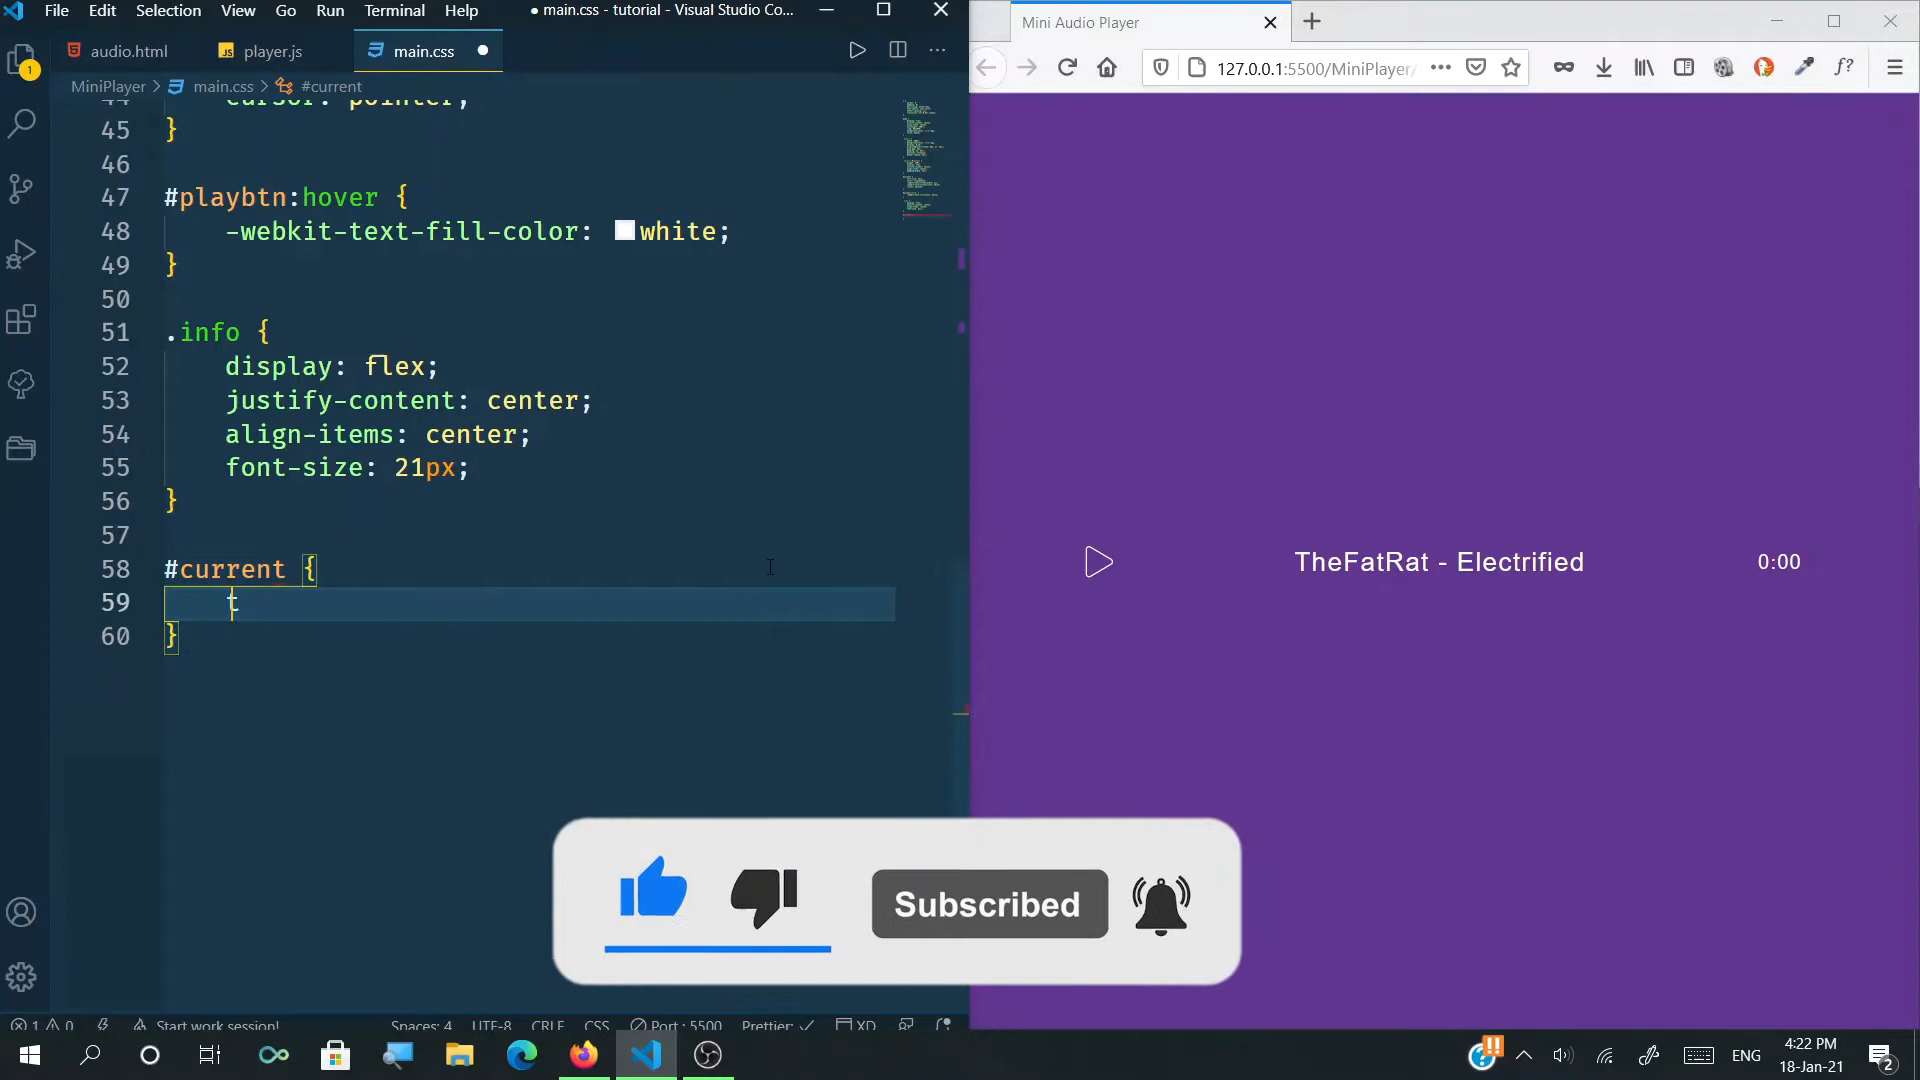 File Edit Selection View Go Run Terminal Help ● main.css - tutorial - Visual Studio Co...
audio.html JS player.js main.css
MiniPlayer > main.css > #current
44 cursor: pointer;
45 }
46
47 #playbtn:hover {
48 -webkit-text-fill-color: white;
49 }
50
51 .info {
52 display: flex;
53 justify-content: center;
54 align-items: center;
55 font-size: 21px;
56 }
57
58 #current {
59 t
60 }
1
Mini Audio Player
127.0.0.1:5500/MiniPlayer/
f?
TheFatRat - Electrified 0:00
Subscribed
1 0 Start work session! Spaces: 4 UTF-8 CRLF CSS Port : 5500 Prettier: ✓ XD
ENG
4:22 PM
18-Jan-21
2